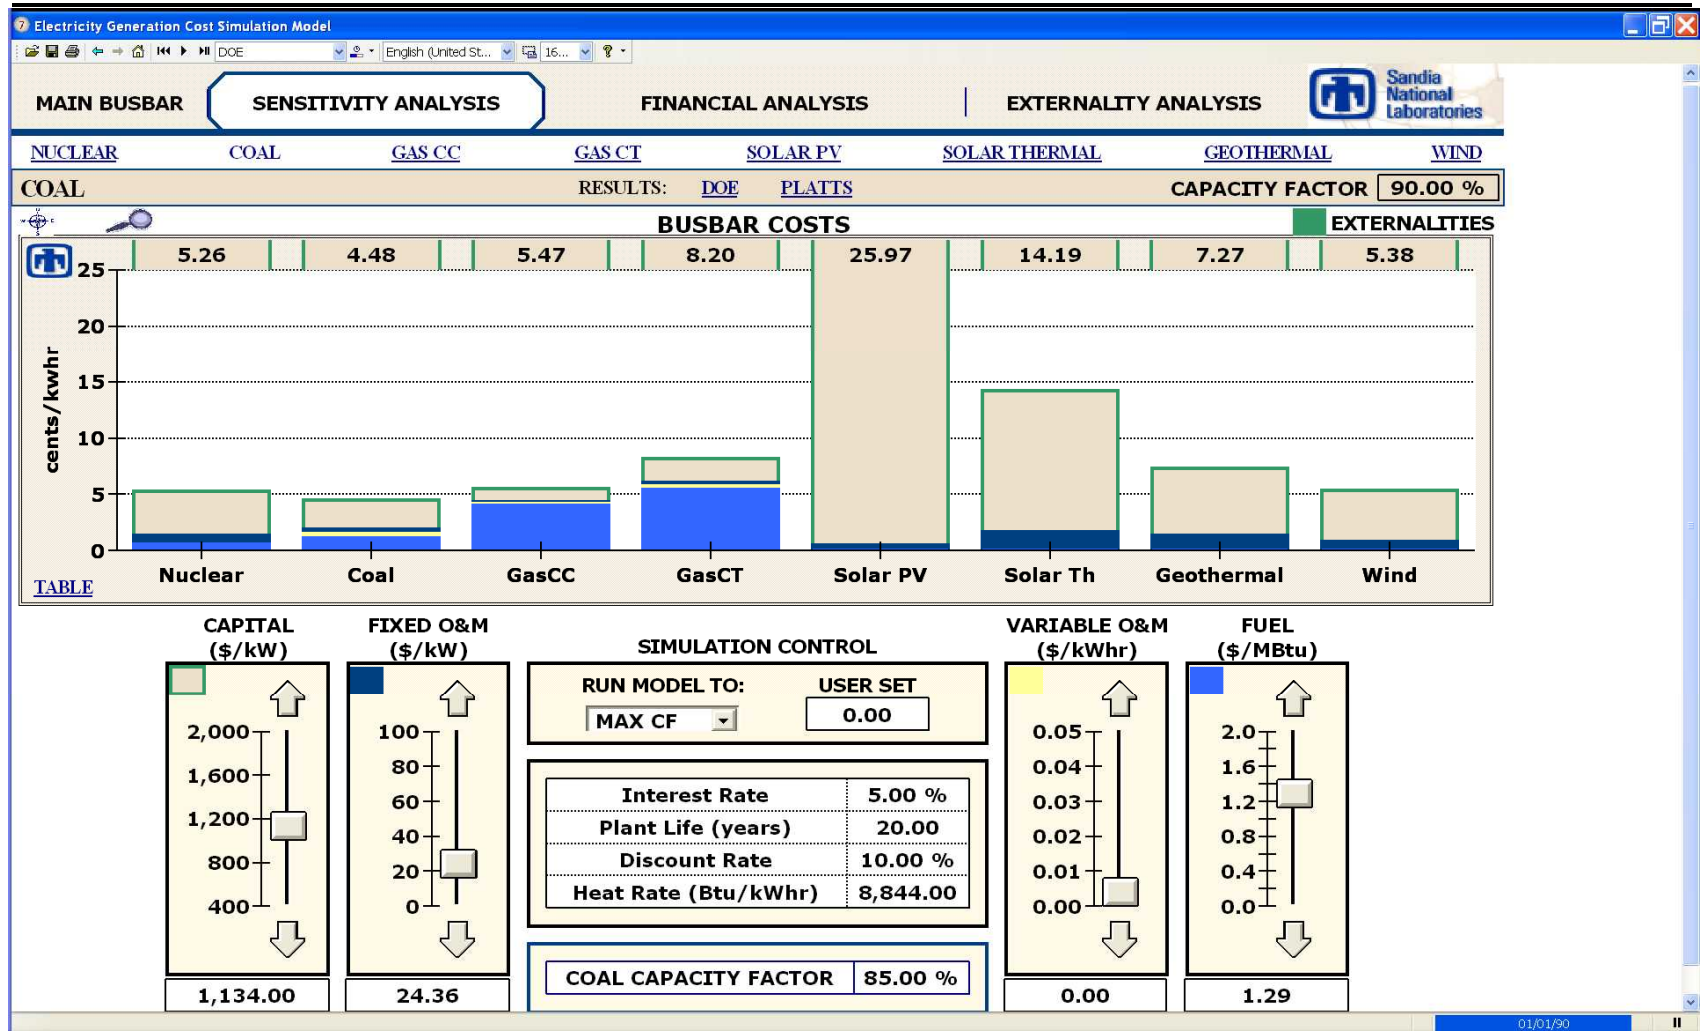 Electricity Generation Cost Simulation Model
DOE English (United St... 16...
MAIN BUSBAR SENSITIVITY ANALYSIS FINANCIAL ANALYSIS EXTERNALITY ANALYSIS
Sandia
National
Laboratories
NUCLEAR COAL GAS CC GAS CT SOLAR PV SOLAR THERMAL GEOTHERMAL WIND
COAL RESULTS: DOE PLATTS CAPACITY FACTOR 90.00 %
BUSBAR COSTS EXTERNALITIES
5.26 4.48 5.47 8.20 25.97 14.19 7.27 5.38
25
20
15
10
5
0
cents/kwhr
Nuclear Coal GasCC GasCT Solar PV Solar Th Geothermal Wind
TABLE
CAPITAL
($/kW)
2,000
1,600
1,200
800
400
1,134.00
FIXED O&M
($/kW)
100
80
60
40
20
0
24.36
SIMULATION CONTROL
RUN MODEL TO: USER SET
MAX CF 0.00
Interest Rate 5.00 %
Plant Life (years) 20.00
Discount Rate 10.00 %
Heat Rate (Btu/kWhr) 8,844.00
COAL CAPACITY FACTOR 85.00 %
VARIABLE O&M
($/kWhr)
0.05
0.04
0.03
0.02
0.01
0.00
0.00
FUEL
($/MBtu)
2.0
1.6
1.2
0.8
0.4
0.0
1.29
01/01/90